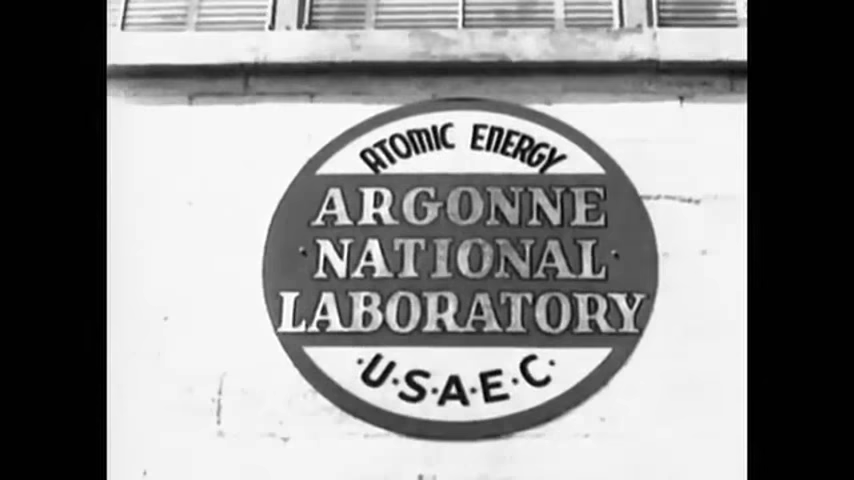 ATOMIC ENERGY
ARGONNE
·NATIONAL·
LABORATORY
·U·S·A·E·C·